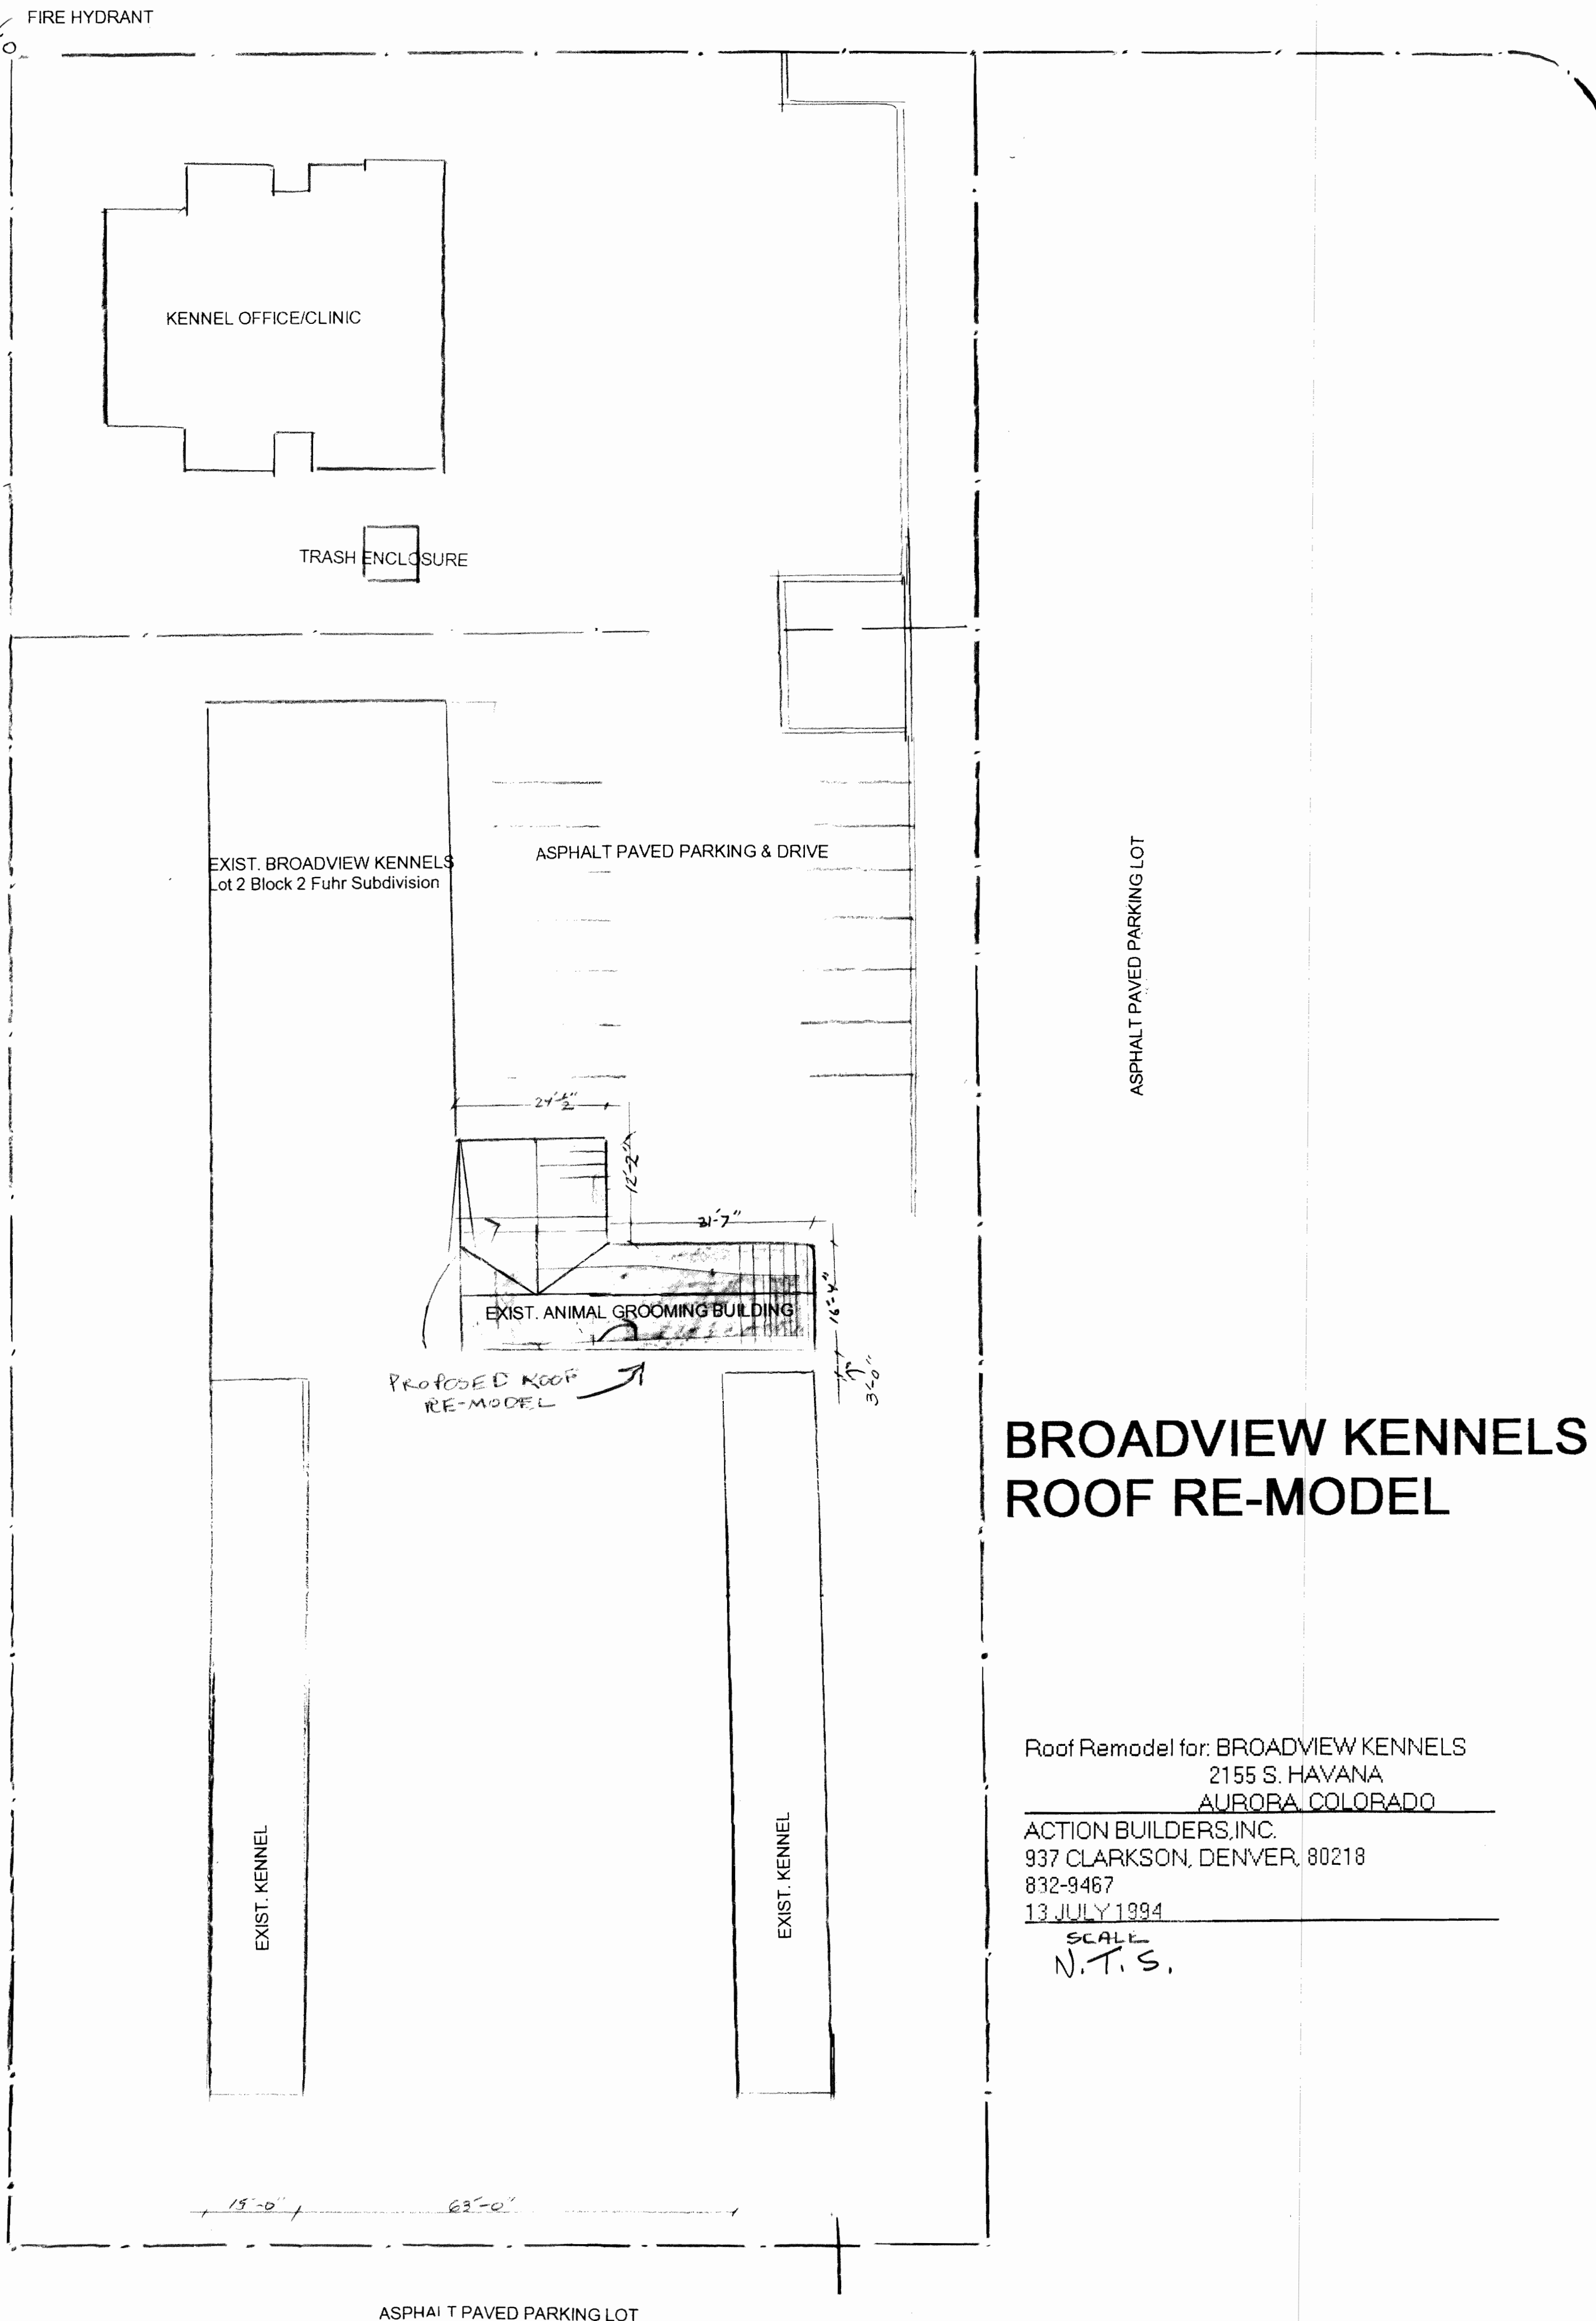 FIRE HYDRANT
KENNEL OFFICE/CLINIC
TRASH ENCLOSURE
EXIST. BROADVIEW KENNELS
Lot 2 Block 2 Fuhr Subdivision
ASPHALT PAVED PARKING & DRIVE
ASPHALT PAVED PARKING LOT
12'-2"
31'-7"
16'-4"
EXIST. ANIMAL GROOMING BUILDING
3'-0"
PROPOSED ROOF
RE-MODEL
BROADVIEW KENNELS
ROOF RE-MODEL
Roof Remodel for: BROADVIEW KENNELS
2155 S. HAVANA
AURORA, COLORADO
ACTION BUILDERS,INC.
937 CLARKSON, DENVER, 80218
832-9467
13 JULY 1994
SCALE
N.T.S.
EXIST. KENNEL
EXIST. KENNEL
15'-0"
63'-0"
ASPHALT PAVED PARKING LOT